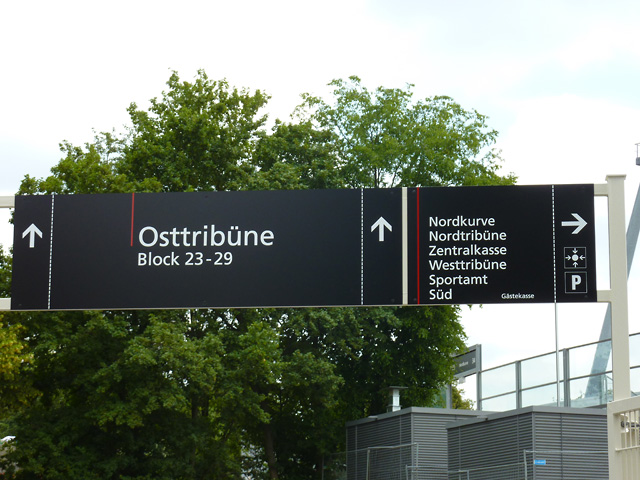 Osttribüne
Block 23-29
Nordkurve
Nordtribüne
Zentralkasse
Westtribüne
Sportamt
Süd
Gästekasse
P